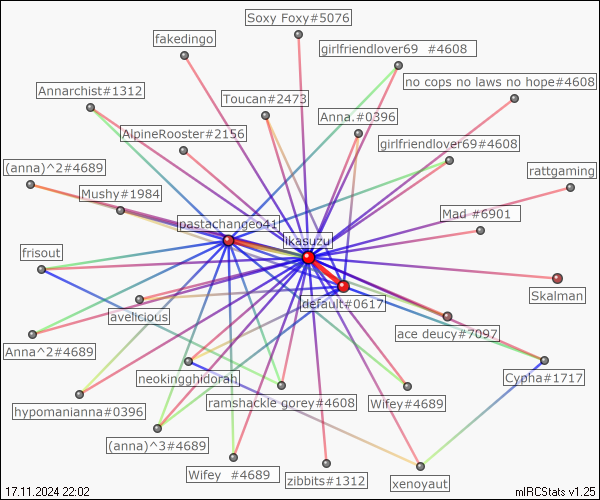 Soxy Foxy#5076
fakedingo
girlfriendlover69 #4608
no cops no laws no hope#4608
Annarchist#1312
Toucan#2473
Anna.#0396
AlpineRooster#2156
girlfriendlover69#4608
(anna)^2#4689
rattgaming
Mushy#1984
Mad #6901
pastachangeo41
ikasuzu
frisout
Skalman
default#0617
avelicious
ace deucy#7097
Anna^2#4689
neokingghidorah
Cypha#1717
hypomanianna#0396
ramshackle gorey#4608
Wifey#4689
(anna)^3#4689
Wifey #4689
zibbits#1312
xenoyaut
17.11.2024 22:02
mIRCStats v1.25